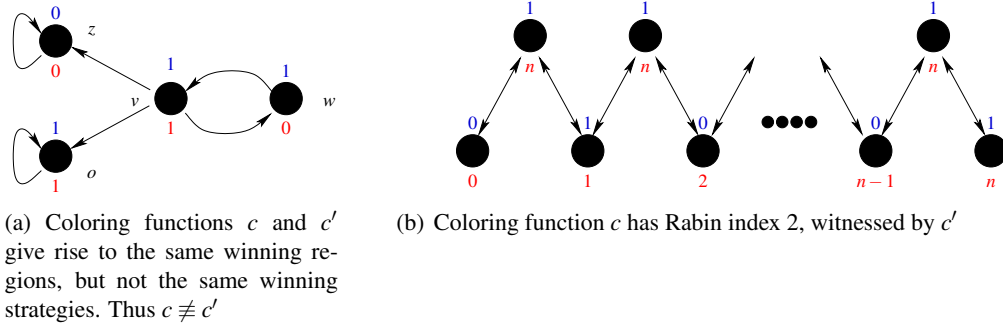 0
z
0
1
1
v
w
1
0
1
o
1
1
1
1
n
n
n
0
1
0
0
1
0
1
2
n−1
n
(a) Coloring functions c and c′
give rise to the same winning re-
gions, but not the same winning
strategies. Thus c ≢ c′
(b) Coloring function c has Rabin index 2, witnessed by c′